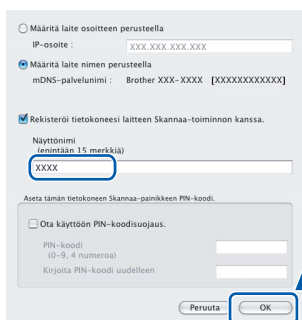 Määritä laite osoitteen perusteella
IP-osoite : XXX.XXX.XXX.XXX
Määritä laite nimen perusteella
mDNS-palvelunimi : Brother XXX-XXXX [XXXXXXXXXXXX]
Rekisteröi tietokoneesi laitteen Skannaa-toiminnon kanssa.
Näyttönimi
(enintään 15 merkkiä)
XXXX
Aseta tämän tietokoneen Skannaa-painikkeen PIN-koodi.
Ota käyttöön PIN-koodisuojaus.
PIN-koodi
(0-9, 4 numeroa)
Kirjoita PIN-koodi uudelleen
Peruuta OK